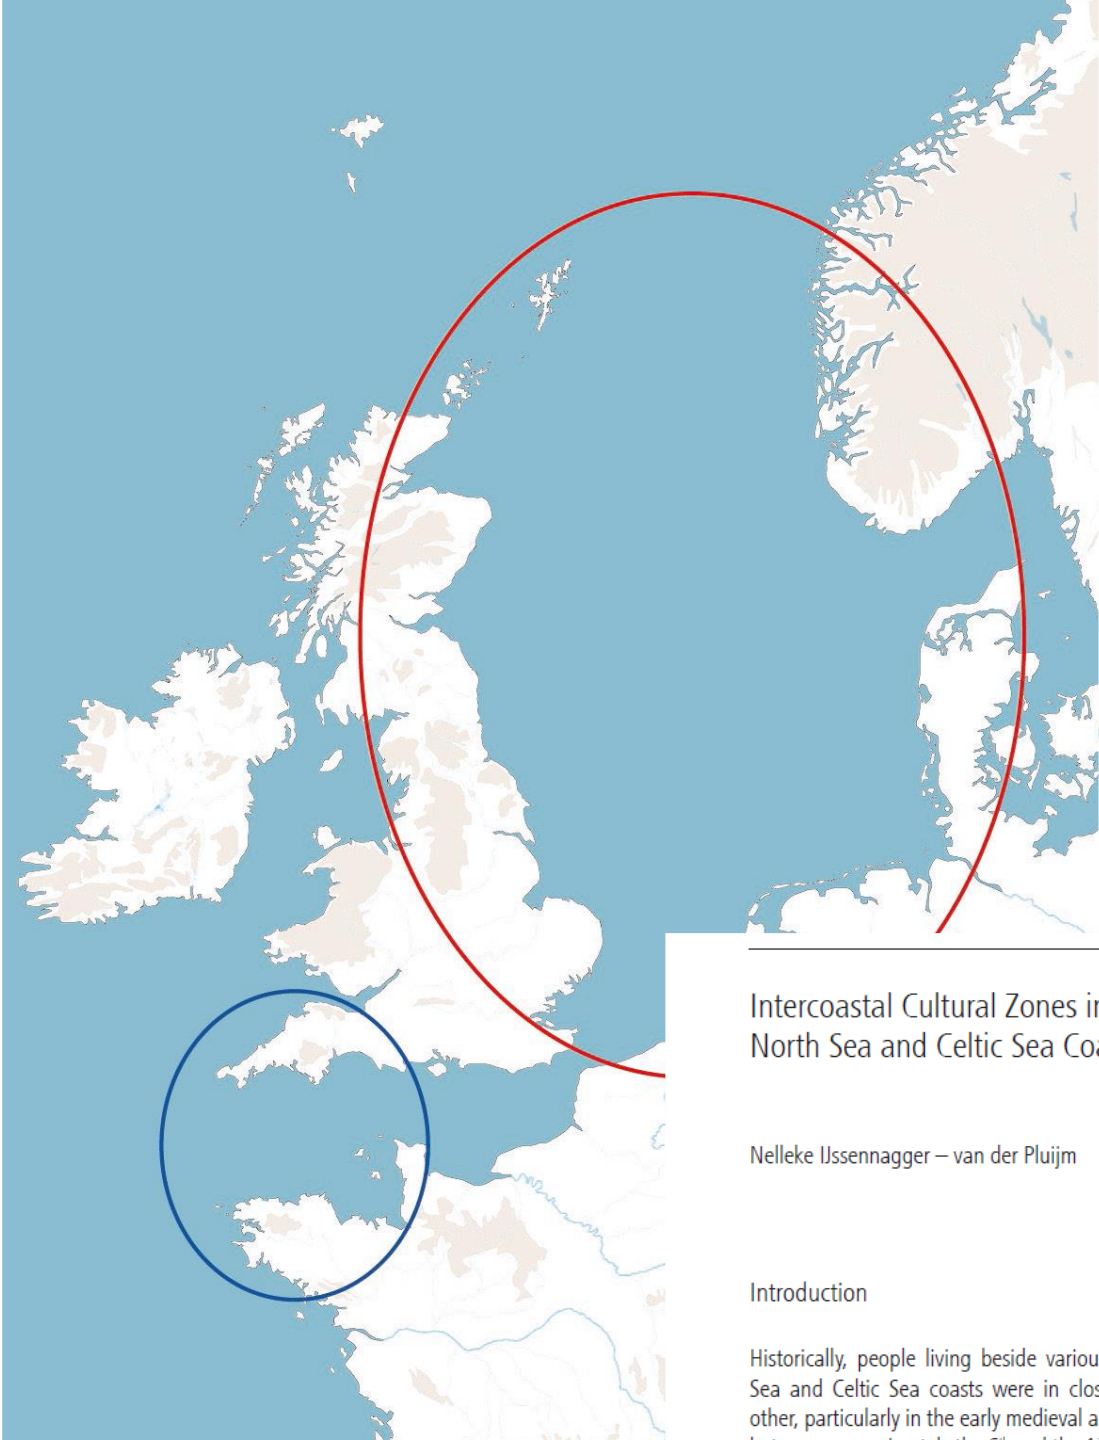 Intercoastal Cultural Zones in
North Sea and Celtic Sea Coa
Nelleke IJssennagger – van der Pluijm
Introduction
Historically, people living beside variou
Sea and Celtic Sea coasts were in clos
other, particularly in the early medieval a